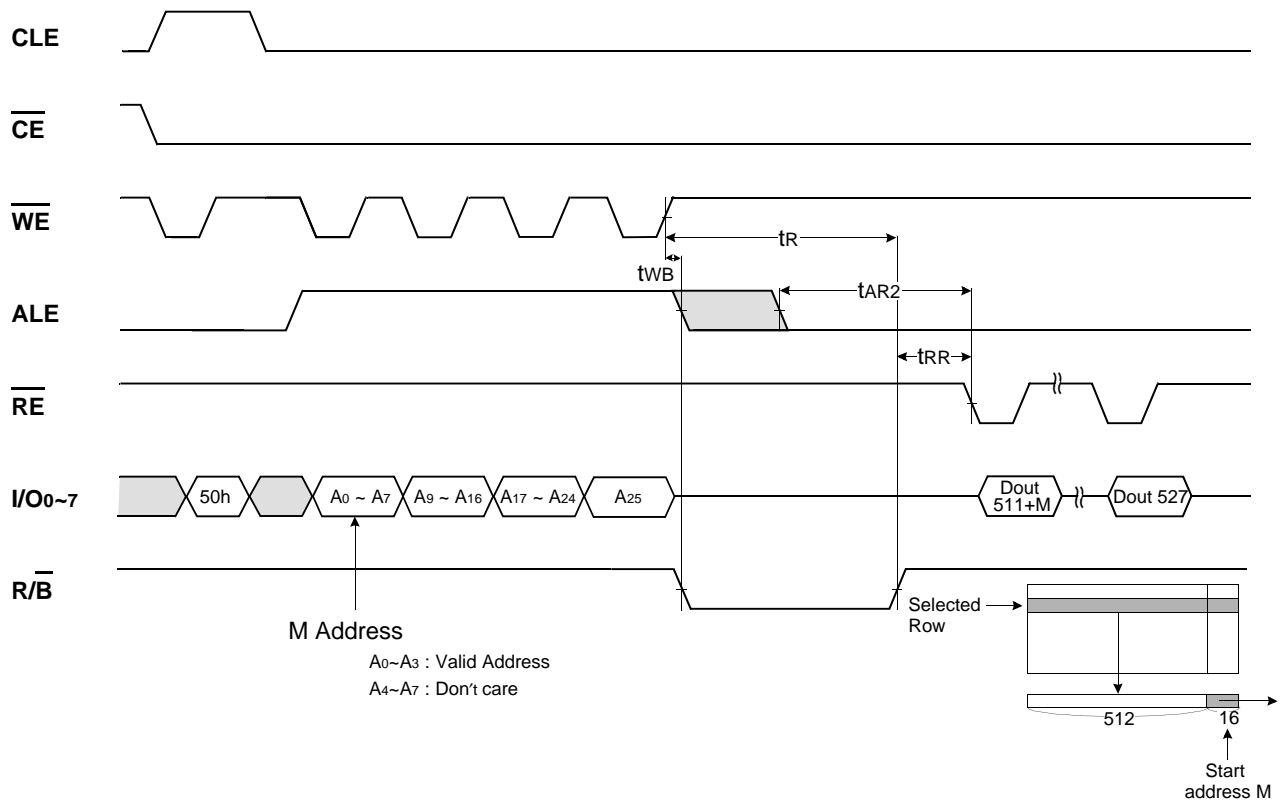 CLE
CE
WE
tR
tWB
ALE
tAR2
tRR
RE
I/O0~7
50h
A0 ~ A7
A9 ~ A16
A17 ~ A24
A25
Dout
511+M
Dout 527
R/B
M Address
A0~A3 : Valid Address
A4~A7 : Don't care
Selected
Row
512
16
Start
address M